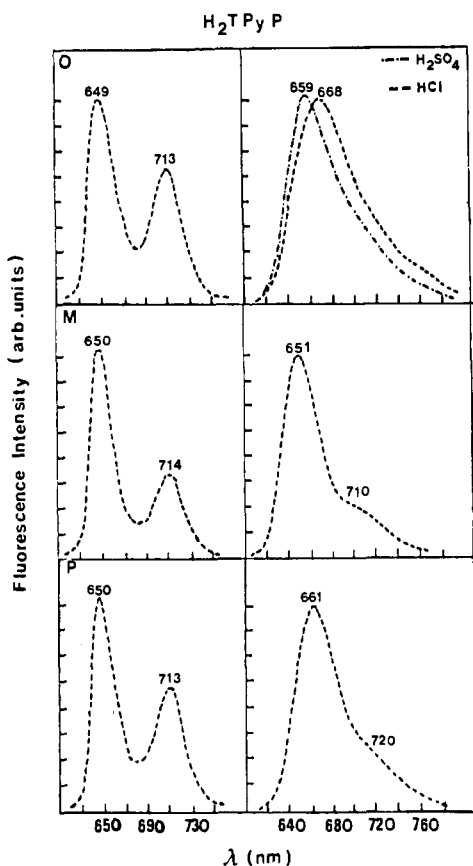 H₂TPyP
O
649
713
659 668
H₂SO₄
HCl
M
650
714
651
710
P
650
713
661
720
650 690 730
640 680 720 760
λ (nm)
Fluorescence Intensity (arb.units)